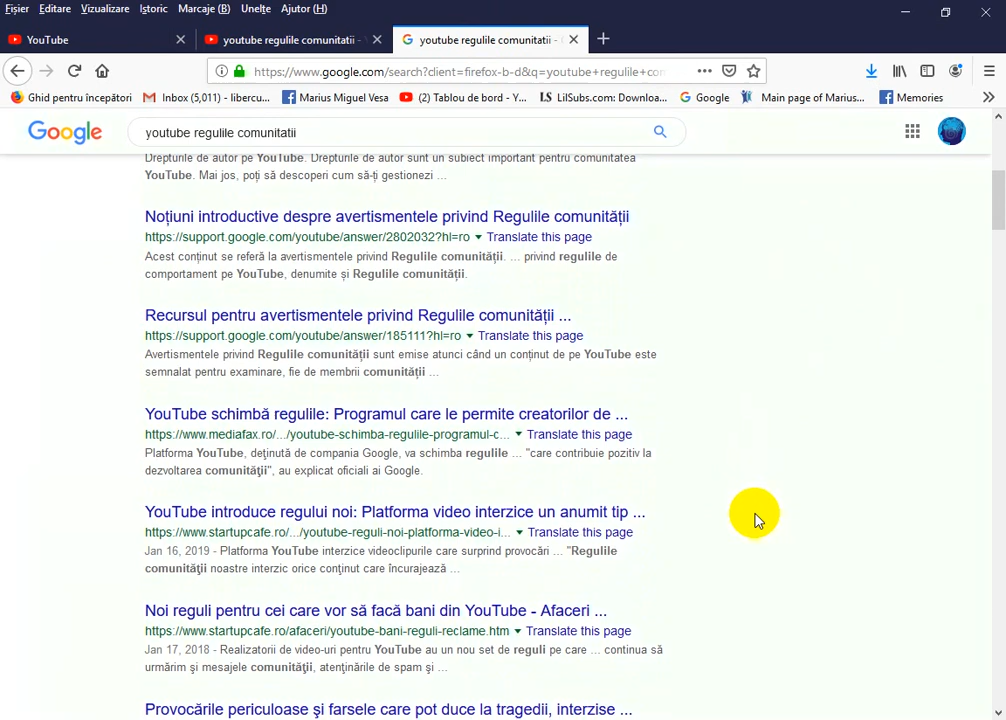 Fișier Editare Vizualizare Istoric Marcaje (B) Unelte Ajutor (H)
YouTube
youtube regulile comunitatii -
youtube regulile comunitatii -
https://www.google.com/search?client=firefox-b-d&q=youtube+regulile+con
Ghid pentru începători
Inbox (5,011) - libercu...
Marius Miguel Vesa
(2) Tablou de bord - Y...
LS LilSubs.com: Downloa...
Google
Main page of Marius...
Memories
Google
youtube regulile comunitatii
Drepturile de autor pe YouTube. Drepturile de autor sunt un subiect important pentru comunitatea
YouTube. Mai jos, poți să descoperi cum să-ți gestionezi ...
Noțiuni introductive despre avertismentele privind Regulile comunității
https://support.google.com/youtube/answer/2802032?hl=ro Translate this page
Acest conținut se referă la avertismentele privind Regulile comunității. ... privind regulile de
comportament pe YouTube, denumite și Regulile comunității.
Recursul pentru avertismentele privind Regulile comunității ...
https://support.google.com/youtube/answer/185111?hl=ro Translate this page
Avertismentele privind Regulile comunității sunt emise atunci când un conținut de pe YouTube este
semnalat pentru examinare, fie de membrii comunității ...
YouTube schimbă regulile: Programul care le permite creatorilor de ...
https://www.mediafax.ro/.../youtube-schimba-regulile-programul-c... Translate this page
Platforma YouTube, deţinută de compania Google, va schimba regulile ... "care contribuie pozitiv la
dezvoltarea comunităţii", au explicat oficiali ai Google.
YouTube introduce reguli noi: Platforma video interzice un anumit tip ...
https://www.startupcafe.ro/.../youtube-reguli-noi-platforma-video-i... Translate this page
Jan 16, 2019 - Platforma YouTube interzice videoclipurile care surprind provocări ... "Regulile
comunităţii noastre interzic orice conţinut care încurajează ...
Noi reguli pentru cei care vor să facă bani din YouTube - Afaceri ...
https://www.startupcafe.ro/afaceri/youtube-bani-reguli-reclame.htm Translate this page
Jan 17, 2018 - Realizatorii de video-uri pentru YouTube au un nou set de reguli pe care ... continua să
urmărim şi mesajele comunităţii, atenţinările de spam şi ...
Provocările periculoase şi farsele care pot duce la tragedii, interzise ...